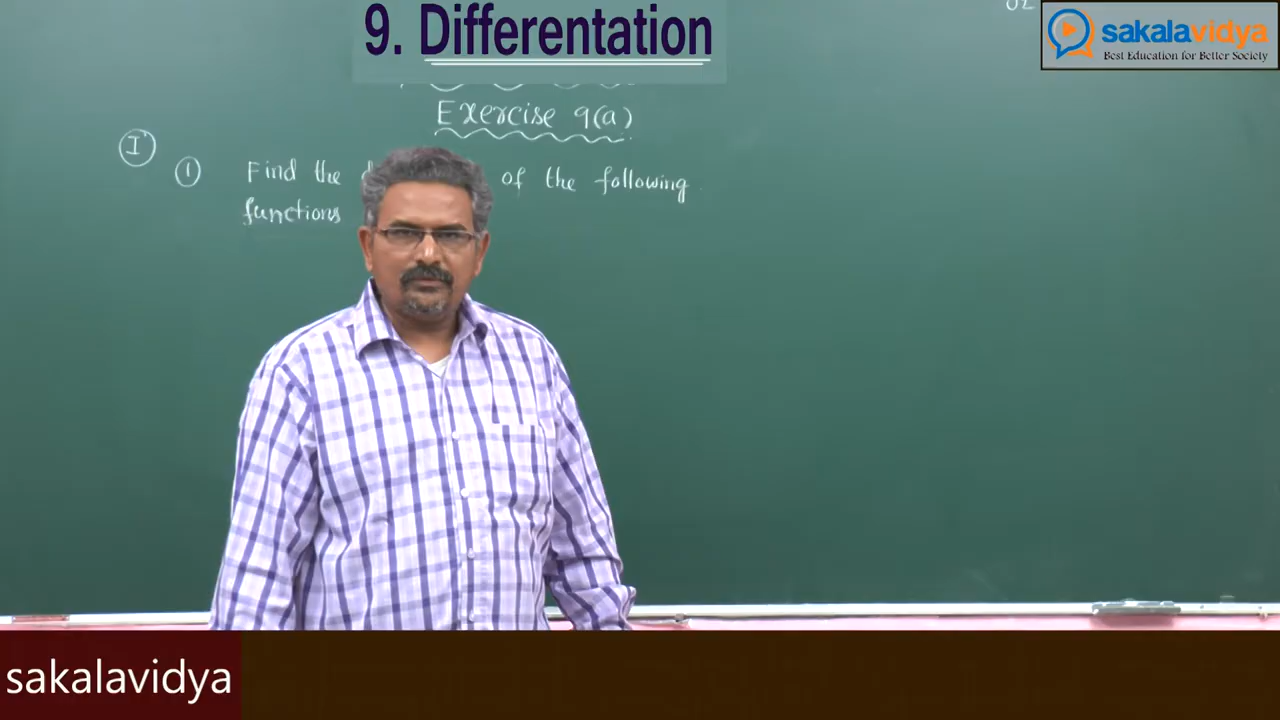 9. Differentation
sakalavidya
Best Education for Better Society
Exercise 9(a)
I
1 Find the of the following
functions
sakalavidya